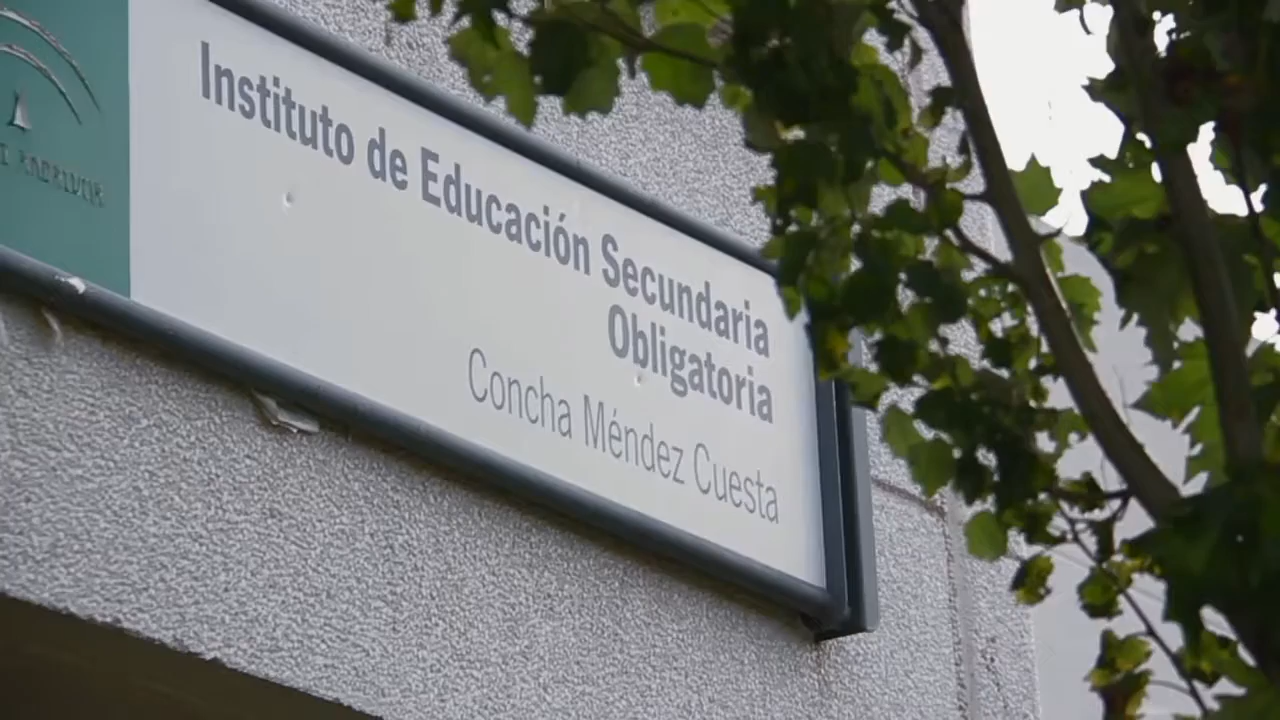 Instituto de Educación Secundaria
Obligatoria
Concha Méndez Cuesta